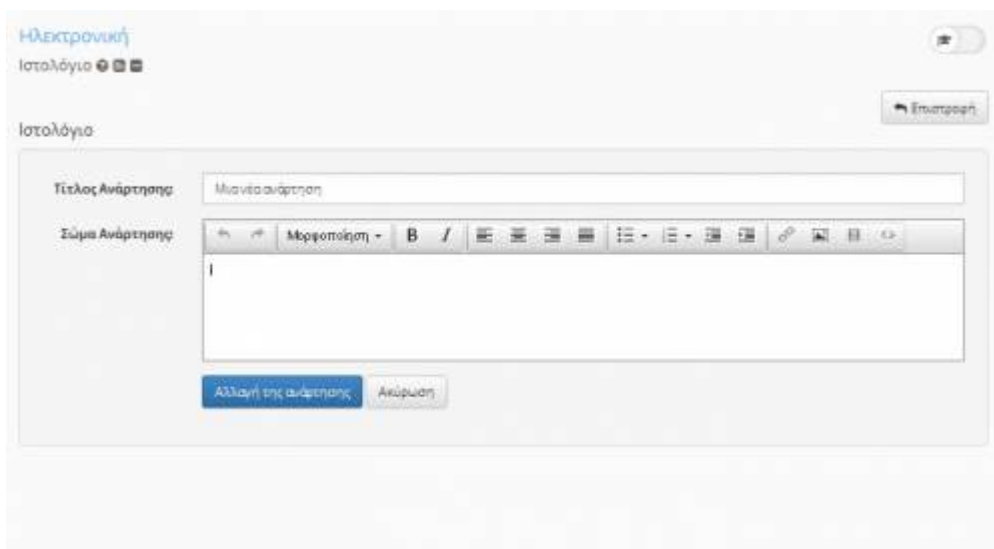 Ηλεκτρονική
Ιστολόγιο
Επιστροφή
Ιστολόγιο
Τίτλος Ανάρτησης:
Μια νέα ανάρτηση
Σώμα Ανάρτησης:
Μορφοποίηση
B I
Αλλαγή της ανάρτησης
Ακύρωση